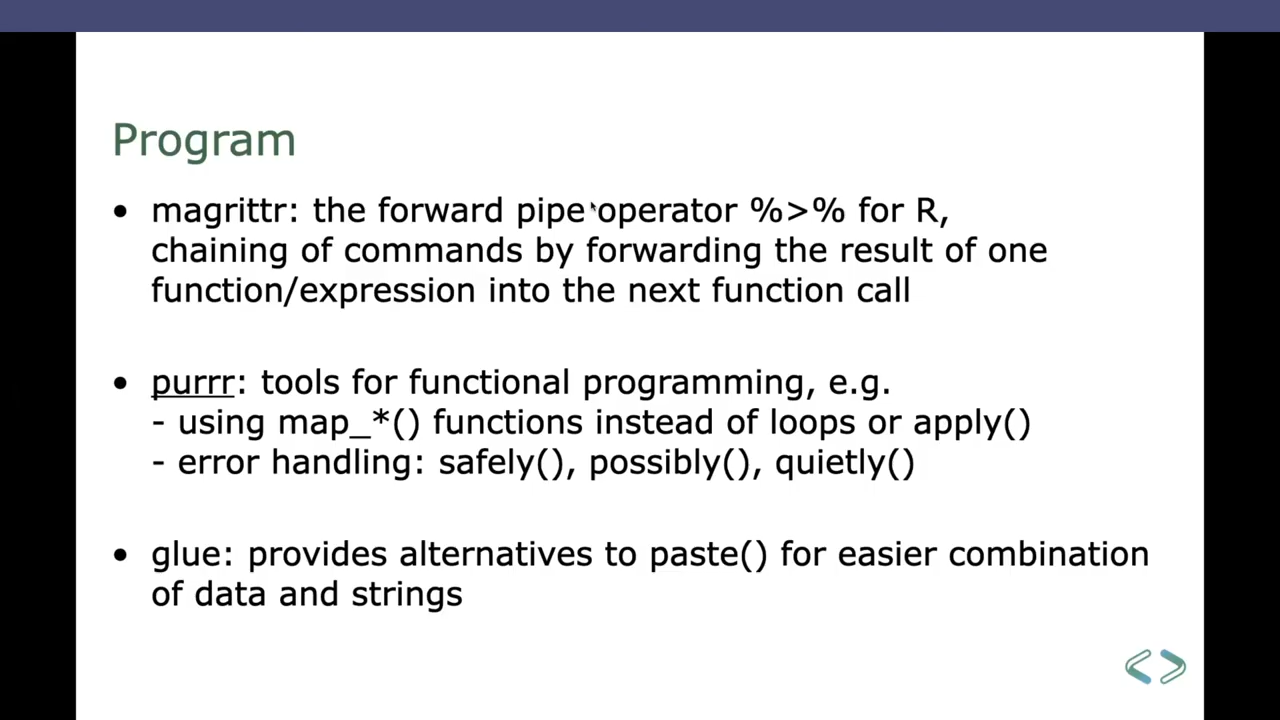 Program
• magrittr: the forward pipe operator %>% for R,
chaining of commands by forwarding the result of one
function/expression into the next function call
• purrr: tools for functional programming, e.g.
- using map_*() functions instead of loops or apply()
- error handling: safely(), possibly(), quietly()
• glue: provides alternatives to paste() for easier combination
of data and strings